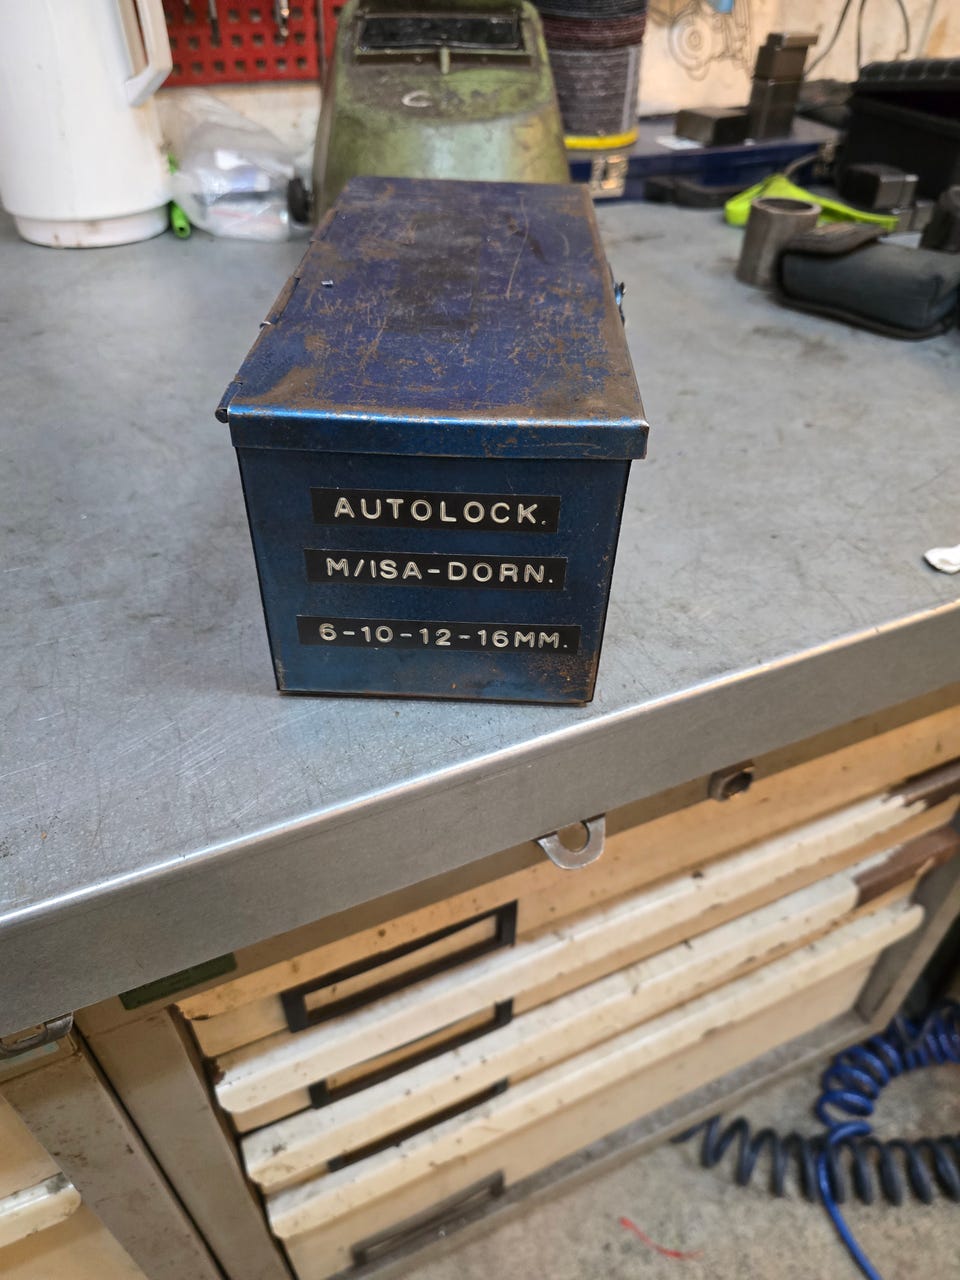 AUTOLOCK.
M/ISA-DORN.
6-10-12-16MM.